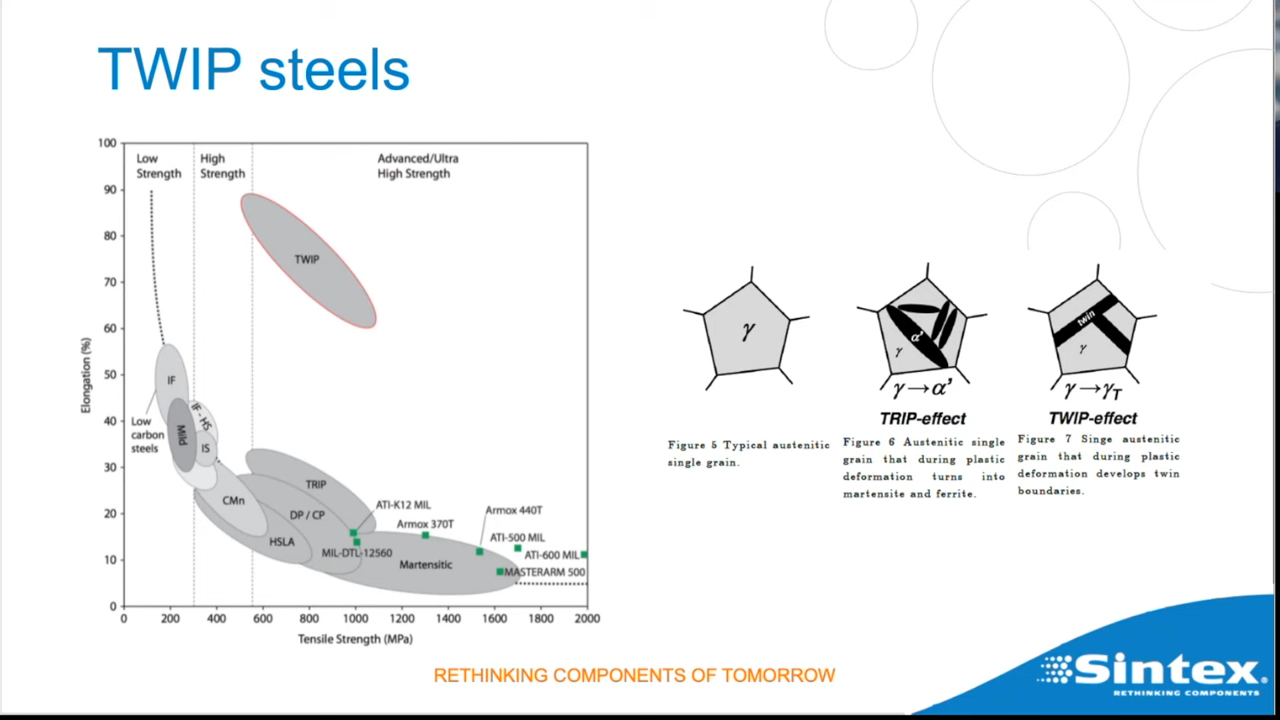 TWIP steels
100
90
80
70
60
50
40
30
20
10
0
Elongation (%)
Low
Strength
High
Strength
Advanced/Ultra
High Strength
TWIP
IF
IF - HS
Mild
IS
Low
carbon
steels
CMn
TRIP
DP / CP
HSLA
ATI-K12 MIL
Armox 370T
Armox 440T
ATI-500 MIL
ATI-600 MIL
MIL-DTL-12560
Martensitic
MASTERARM 500
0 200 400 600 800 1000 1200 1400 1600 1800 2000
Tensile Strength (MPa)
γ
Figure 5 Typical austenitic
single grain.
α'
γ
γ→α'
TRIP-effect
Figure 6 Austenitic single
grain that during plastic
deformation turns into
martensite and ferrite.
twin
γ
γ→γT
TWIP-effect
Figure 7 Singe austenitic
grain that during plastic
deformation develops twin
boundaries.
RETHINKING COMPONENTS OF TOMORROW
Sintex®
RETHINKING COMPONENTS